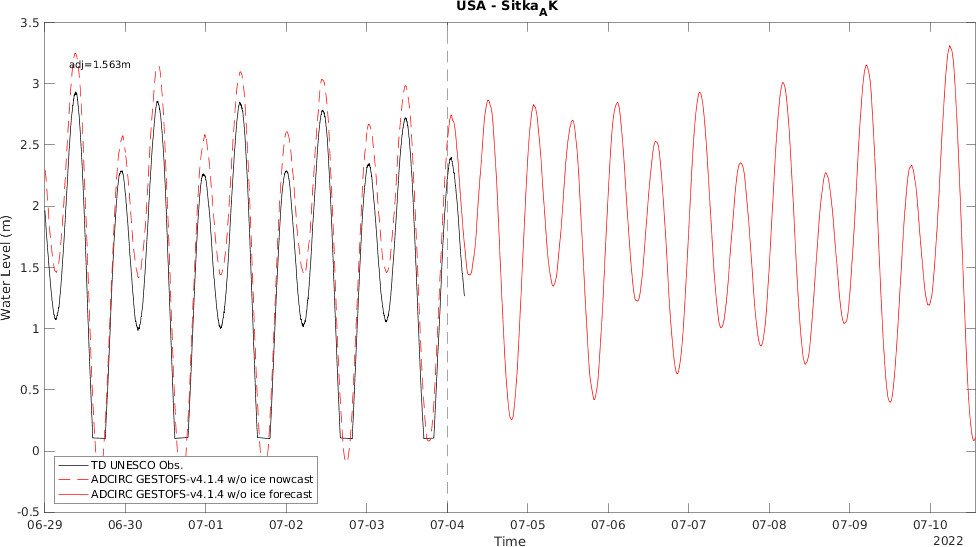 USA - Sitka_AK
3.5
adj=1.563m
3
2.5
2
1.5
1
0.5
0
-0.5
Water Level (m)
TD UNESCO Obs.
ADCIRC GESTOFS-v4.1.4 w/o ice nowcast
ADCIRC GESTOFS-v4.1.4 w/o ice forecast
06-29 06-30 07-01 07-02 07-03 07-04 07-05 07-06 07-07 07-08 07-09 07-10
Time
2022